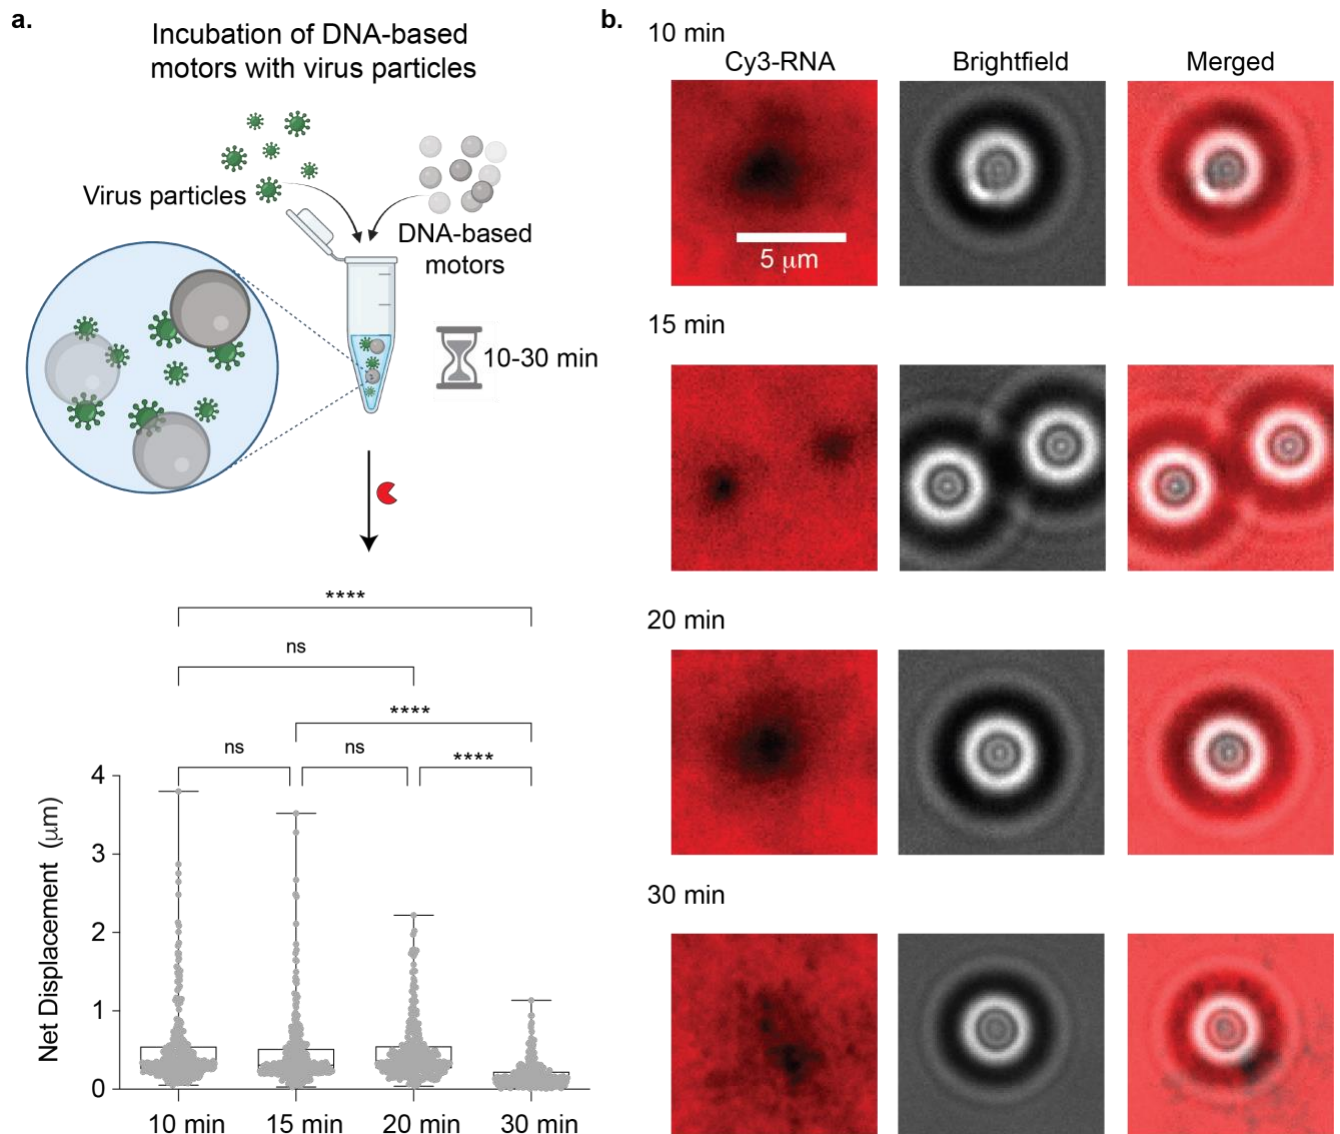 a.
Incubation of DNA-based
motors with virus particles
Virus particles
DNA-based
motors
10-30 min
****
ns
****
ns
ns
****
Net Displacement (μm)
4
3
2
1
0
10 min
15 min
20 min
30 min
b.
10 min
Cy3-RNA
Brightfield
Merged
5 μm
15 min
20 min
30 min